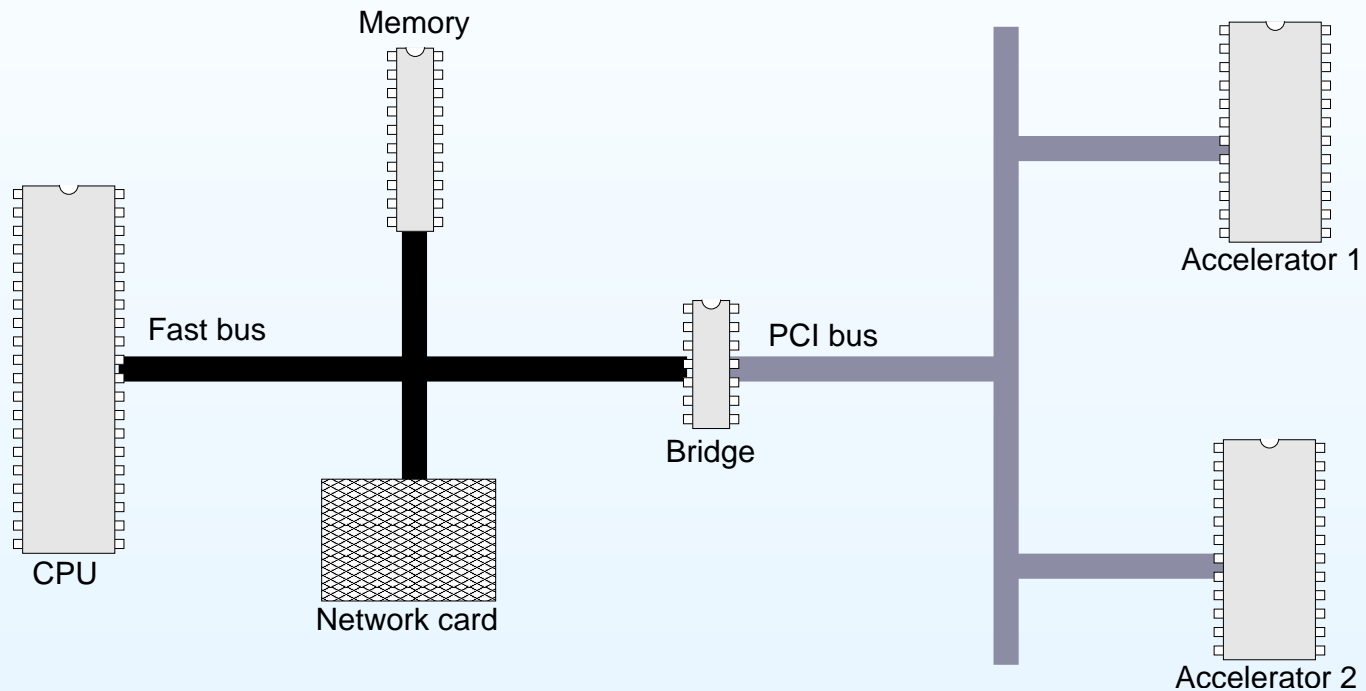 Memory
Accelerator 1
Fast bus
PCI bus
Bridge
CPU
Network card
Accelerator 2